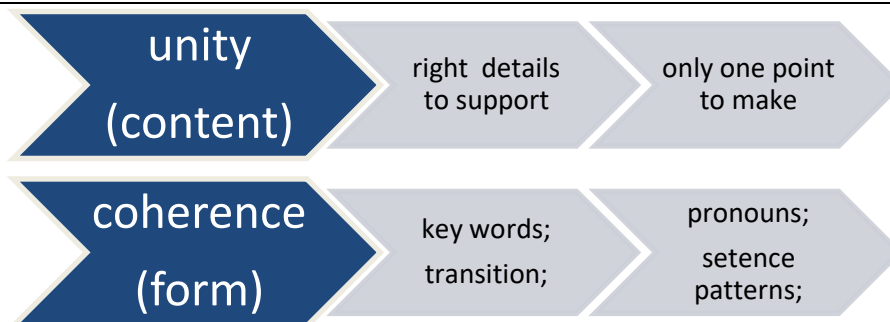 unity
(content)
right details
to support
only one point
to make
coherence
(form)
key words;
transition;
pronouns;
setence
patterns;